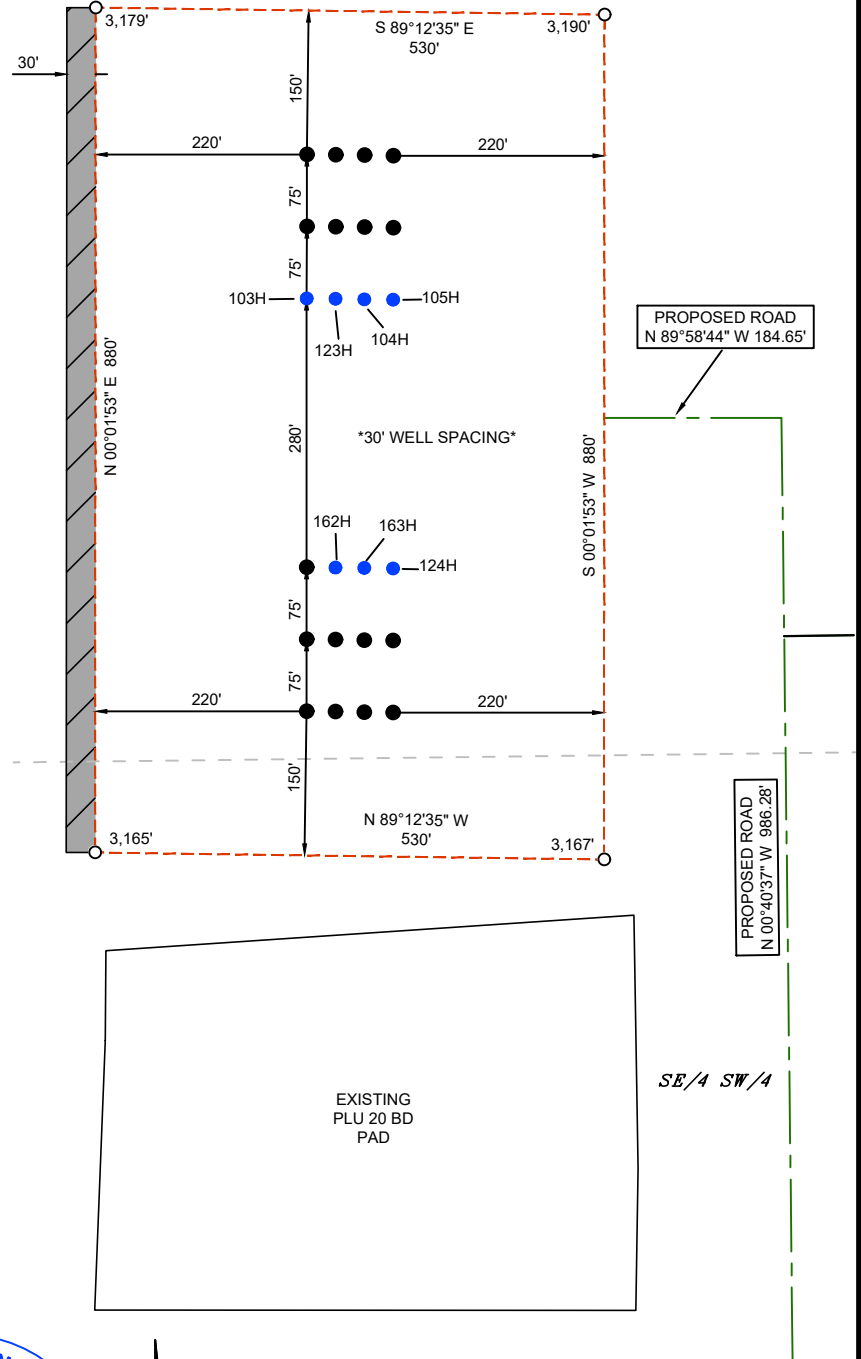 3,179'
S 89°12'35" E
530'
3,190'
30'
150'
220'
220'
75'
75'
103H
105H
104H
123H
PROPOSED ROAD
N 89°58'44" W 184.65'
N 00°01'53" E 880'
280'
*30' WELL SPACING*
S 00°01'53" W 880'
162H
163H
124H
75'
75'
220'
220'
150'
N 89°12'35" W
530'
3,165'
3,167'
PROPOSED ROAD
N 00°40'37" W 986.28'
EXISTING
PLU 20 BD
PAD
SE/4 SW/4